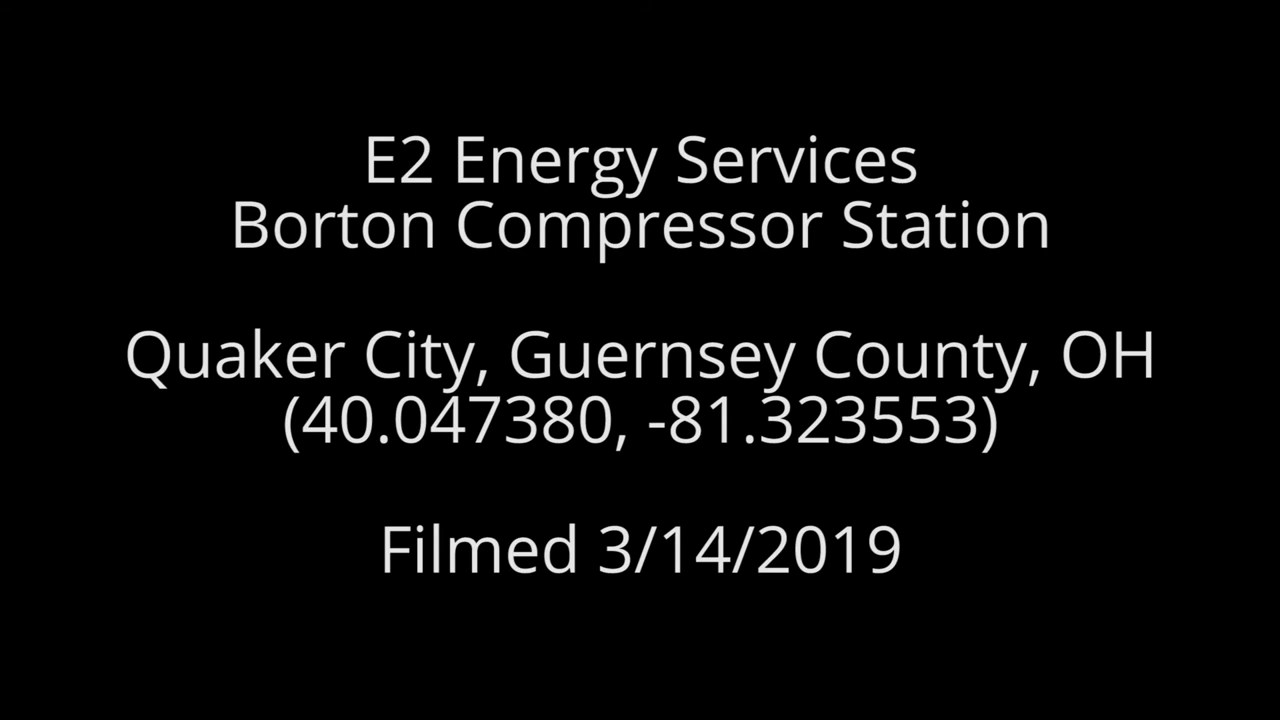 E2 Energy Services
Borton Compressor Station
Quaker City, Guernsey County, OH
(40.047380, -81.323553)
Filmed 3/14/2019